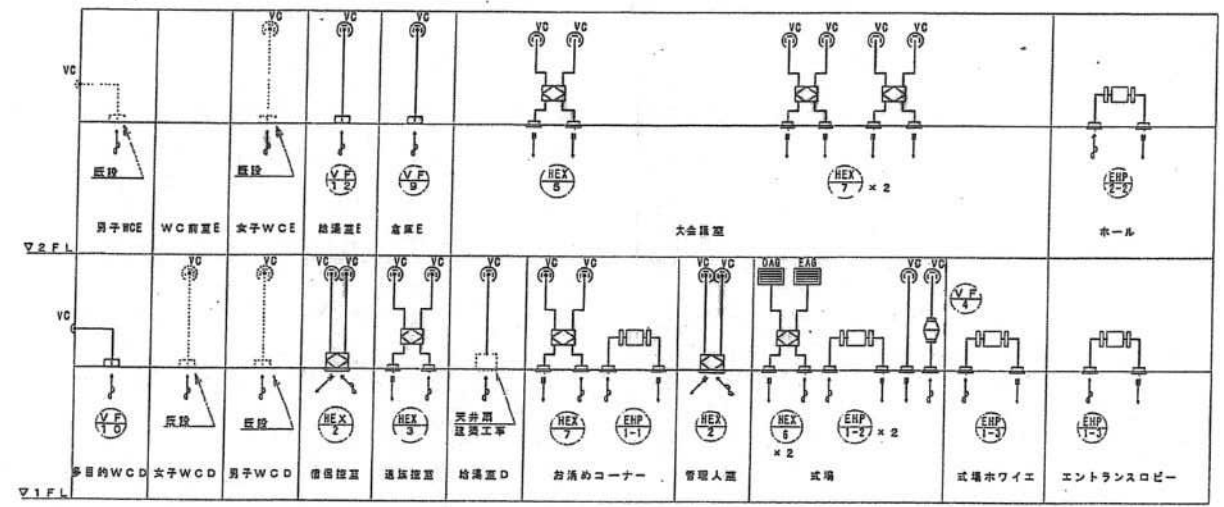 VC VC VC VC VC VC VC VC VC
VC
既設 既設
VF 12
VF 9
HEX 5
HEX 7 × 2
EHP 2-2
男子WCE WC前室E 女子WCE 給湯室E 倉庫E 大会議室 ホール
▽2FL
VC VC VC VC VC VC VC VC VC VC VC VC OAG EAG VC VC
VC
VF 4
VF 10
既設 既設
HEX 2
HEX 3
天井扇
建築工事
HEX 7
EHP 1-1
HEX 2
HEX 6
× 2
EHP 1-2 × 2
EHP 1-3
EHP 1-3
多目的WCD 女子WCD 男子WCD 僧侶控室 遺族控室 給湯室D お清めコーナー 管理人室 式場 式場ホワイエ エントランスロビー
▽1FL